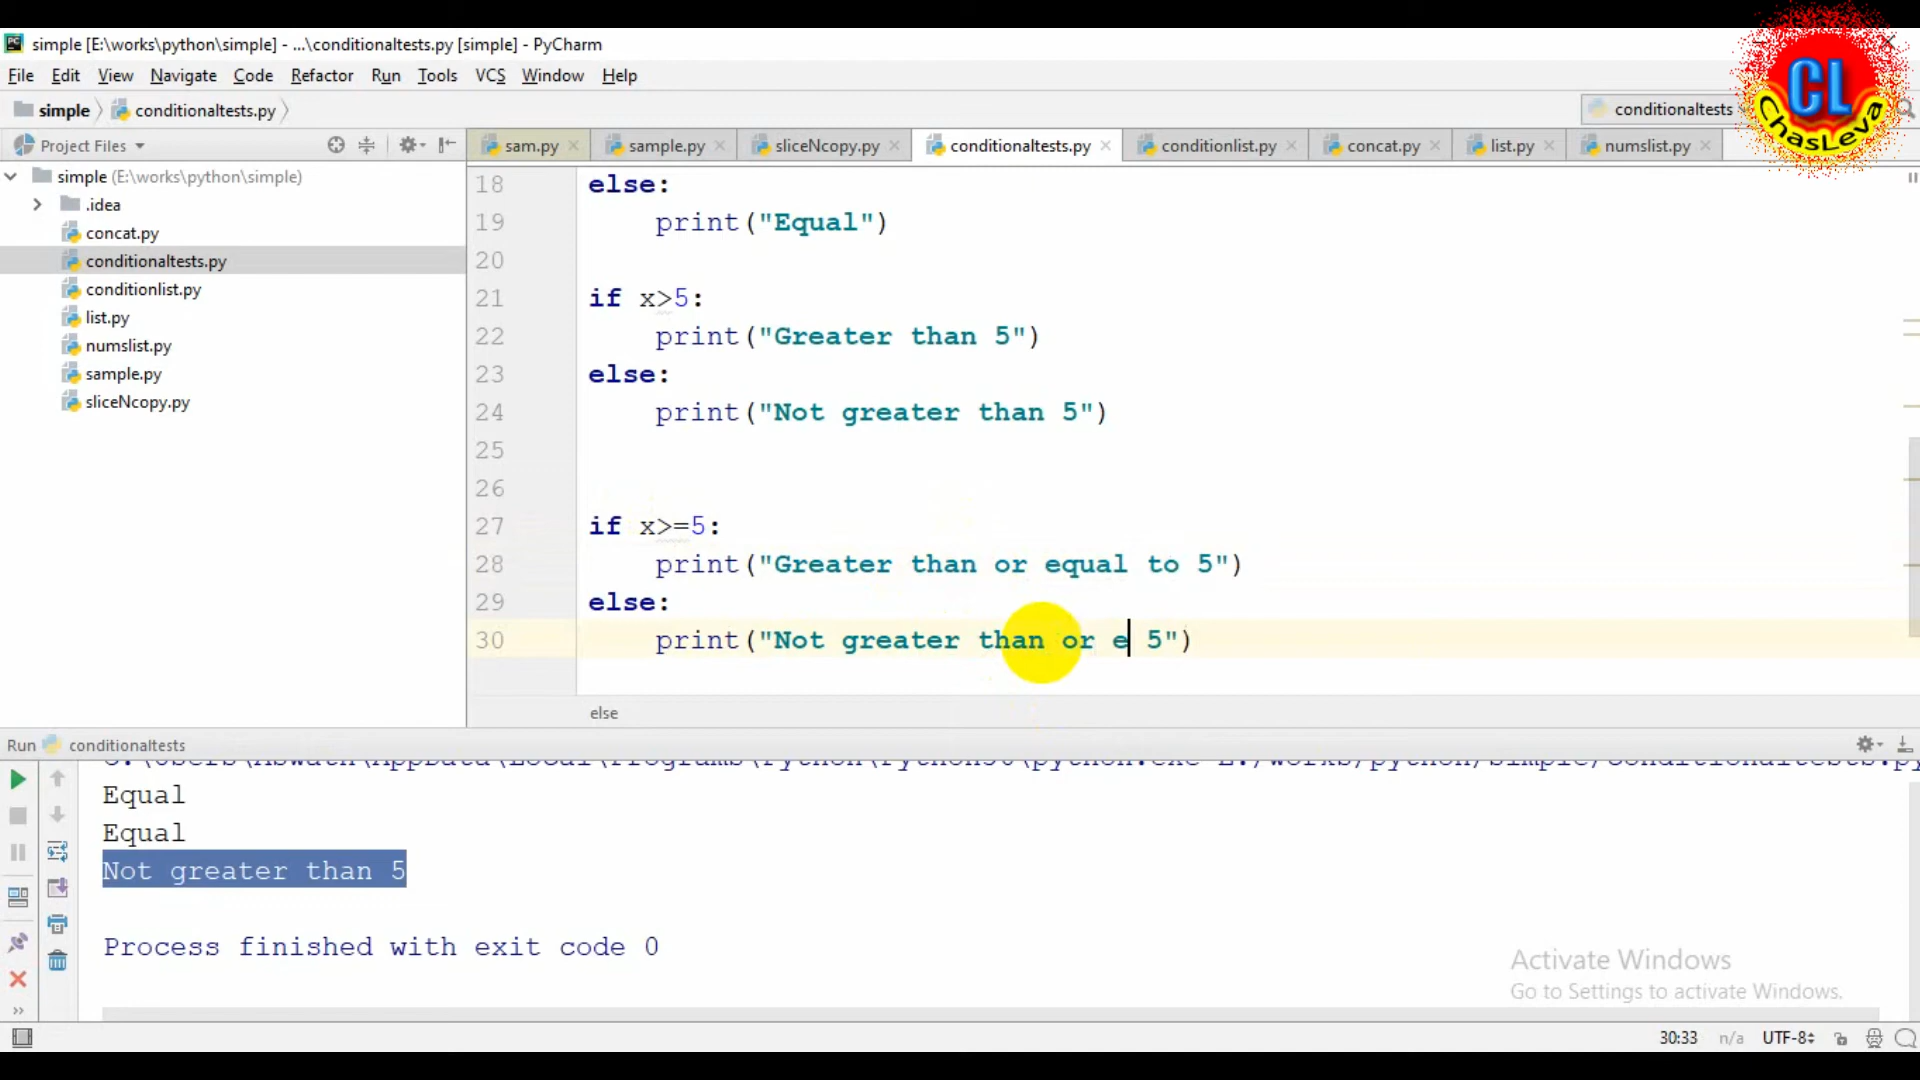 simple [E:\works\python\simple] - ...\conditionaltests.py [simple] - PyCharm
File Edit View Navigate Code Refactor Run Tools VCS Window Help
simple conditionaltests.py conditionaltests
CL
ChasLeva
Project Files sam.py sample.py sliceNcopy.py conditionaltests.py conditionlist.py concat.py list.py numslist.py
simple (E:\works\python\simple)
.idea
concat.py
conditionaltests.py
conditionlist.py
list.py
numslist.py
sample.py
sliceNcopy.py
18 else:
19 print("Equal")
20
21 if x>5:
22 print("Greater than 5")
23 else:
24 print("Not greater than 5")
25
26
27 if x>=5:
28 print("Greater than or equal to 5")
29 else:
30 print("Not greater than or e 5")
else
Run conditionaltests
Equal
Equal
Not greater than 5
Process finished with exit code 0
Activate Windows
Go to Settings to activate Windows.
30:33 n/a UTF-8